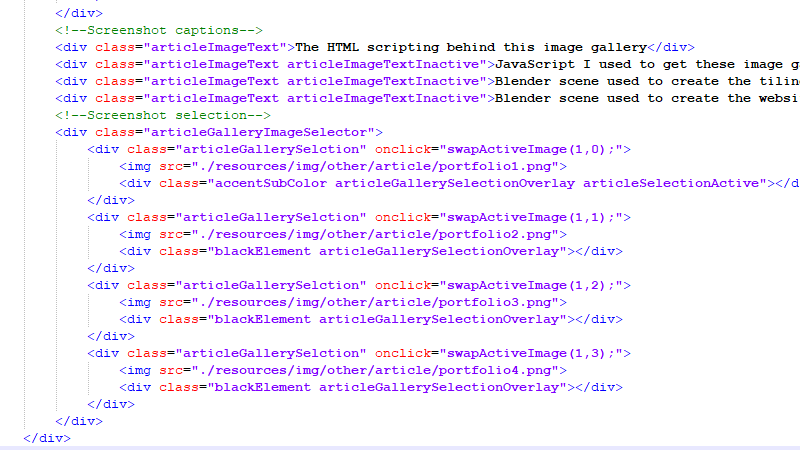 </div>
<!--Screenshot captions-->
<div class="articleImageText">The HTML scripting behind this image gallery</div>
<div class="articleImageText articleImageTextInactive">JavaScript I used to get these image
<div class="articleImageText articleImageTextInactive">Blender scene used to create the
<div class="articleImageText articleImageTextInactive">Blender scene used to create the
<!--Screenshot selection-->
<div class="articleGalleryImageSelector">
<div class="articleGallerySelction" onclick="swapActiveImage(1,0);">
<img src="./resources/img/other/article/portfolio1.png">
<div class="accentSubColor articleGallerySelectionOverlay articleSelectionActive"></d
</div>
<div class="articleGallerySelction" onclick="swapActiveImage(1,1);">
<img src="./resources/img/other/article/portfolio2.png">
<div class="blackElement articleGallerySelectionOverlay"></div>
</div>
<div class="articleGallerySelction" onclick="swapActiveImage(1,2);">
<img src="./resources/img/other/article/portfolio3.png">
<div class="blackElement articleGallerySelectionOverlay"></div>
</div>
<div class="articleGallerySelction" onclick="swapActiveImage(1,3);">
<img src="./resources/img/other/article/portfolio4.png">
<div class="blackElement articleGallerySelectionOverlay"></div>
</div>
</div>
</div>